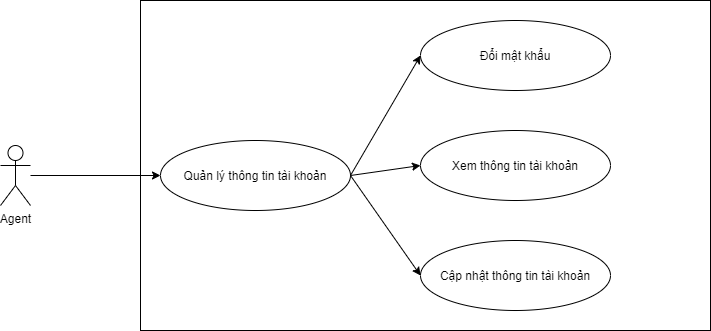 Đổi mật khẩu
Quản lý thông tin tài khoản
Xem thông tin tài khoản
Agent
Cập nhật thông tin tài khoản